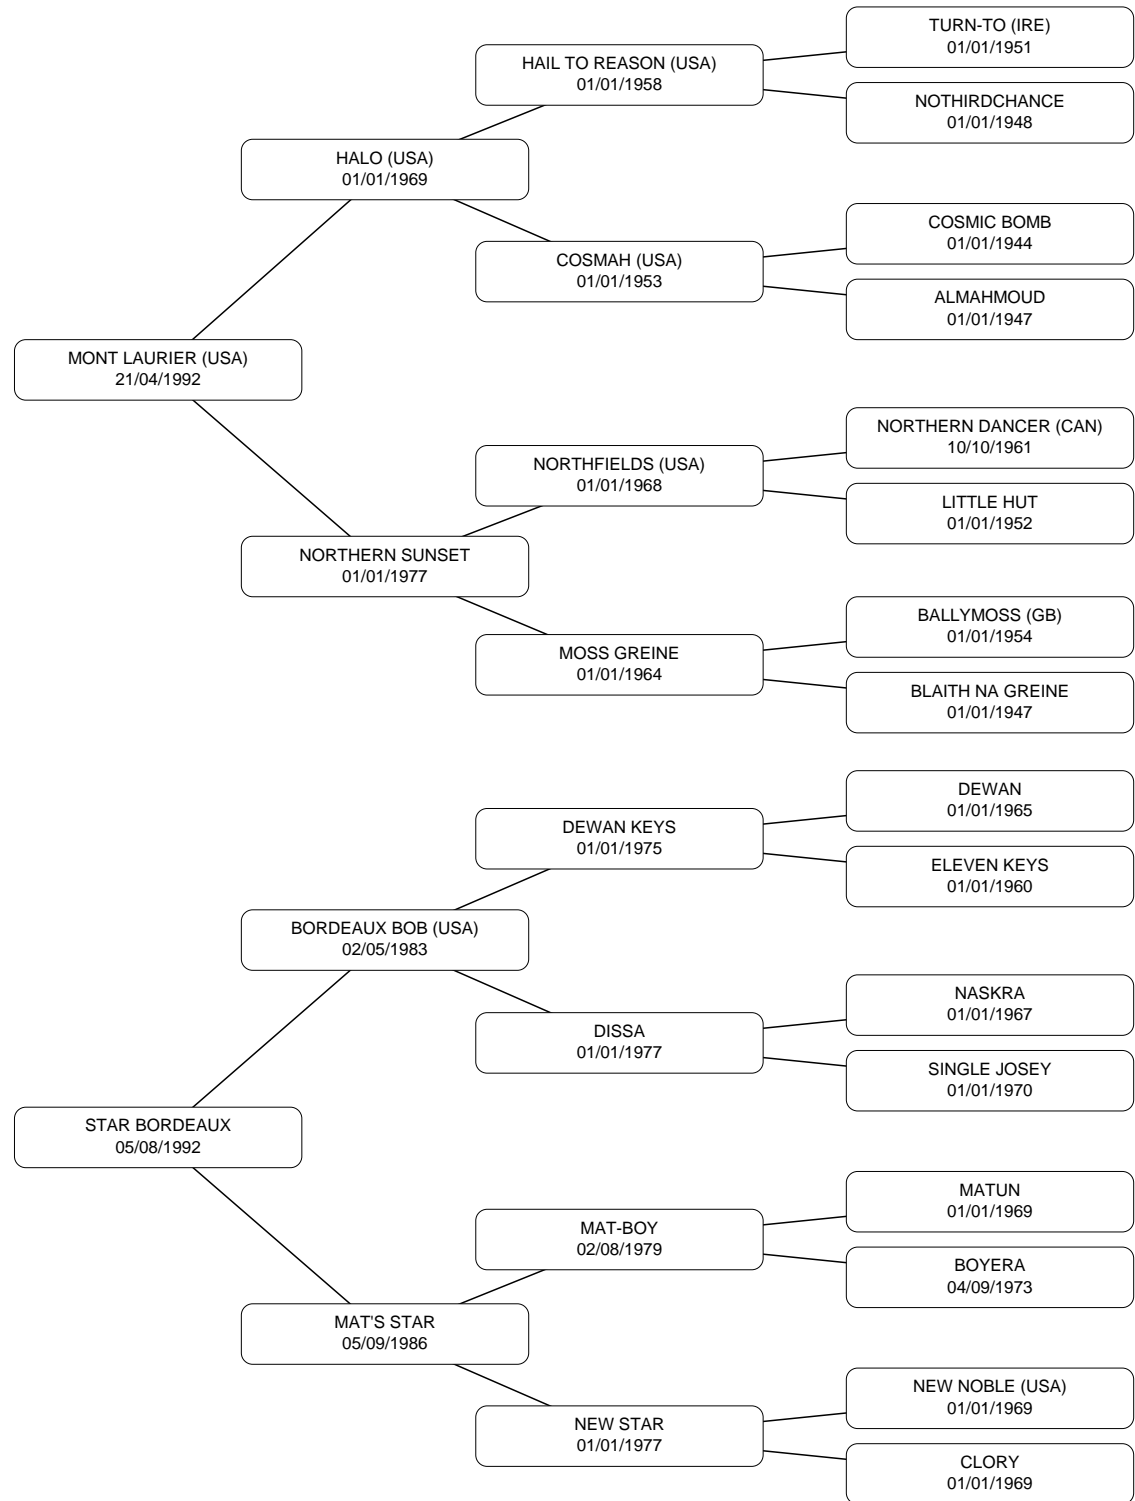 TURN-TO (IRE)
01/01/1951
HAIL TO REASON (USA)
01/01/1958
NOTHIRDCHANCE
01/01/1948
HALO (USA)
01/01/1969
COSMIC BOMB
01/01/1944
COSMAH (USA)
01/01/1953
ALMAHMOUD
01/01/1947
MONT LAURIER (USA)
21/04/1992
NORTHERN DANCER (CAN)
10/10/1961
NORTHFIELDS (USA)
01/01/1968
LITTLE HUT
01/01/1952
NORTHERN SUNSET
01/01/1977
BALLYMOSS (GB)
01/01/1954
MOSS GREINE
01/01/1964
BLAITH NA GREINE
01/01/1947
DEWAN
01/01/1965
DEWAN KEYS
01/01/1975
ELEVEN KEYS
01/01/1960
BORDEAUX BOB (USA)
02/05/1983
NASKRA
01/01/1967
DISSA
01/01/1977
SINGLE JOSEY
01/01/1970
STAR BORDEAUX
05/08/1992
MATUN
01/01/1969
MAT-BOY
02/08/1979
BOYERA
04/09/1973
MAT'S STAR
05/09/1986
NEW NOBLE (USA)
01/01/1969
NEW STAR
01/01/1977
CLORY
01/01/1969